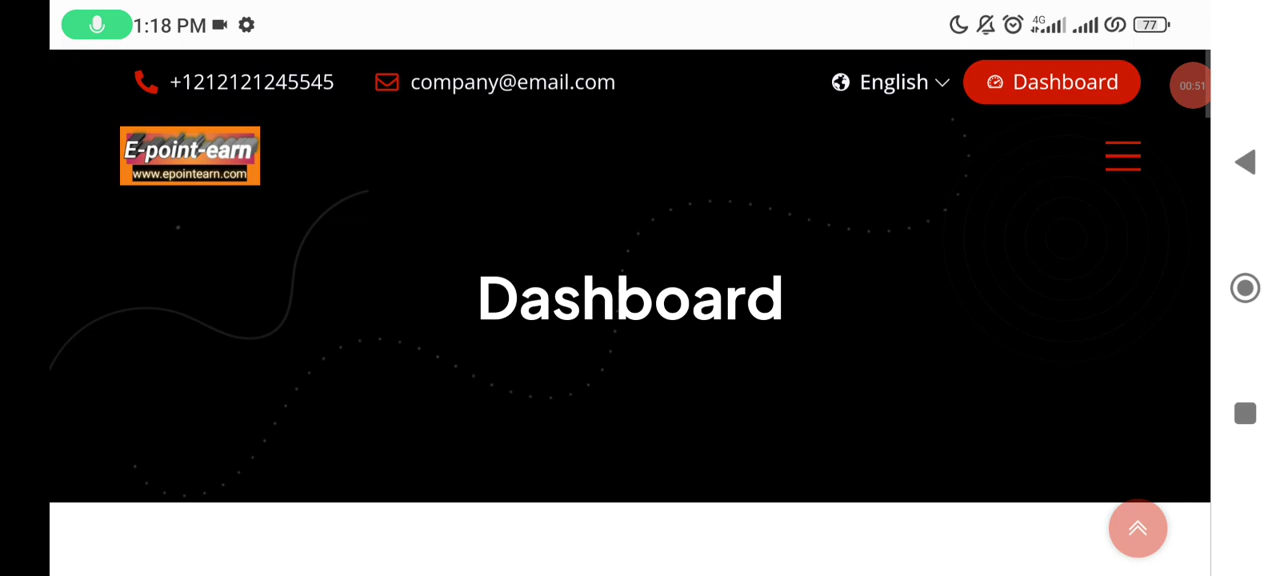 1:18 PM
4G
77
+1212121245545
company@email.com
English
Dashboard
00:51
E-point-earn
www.epointearn.com
Dashboard